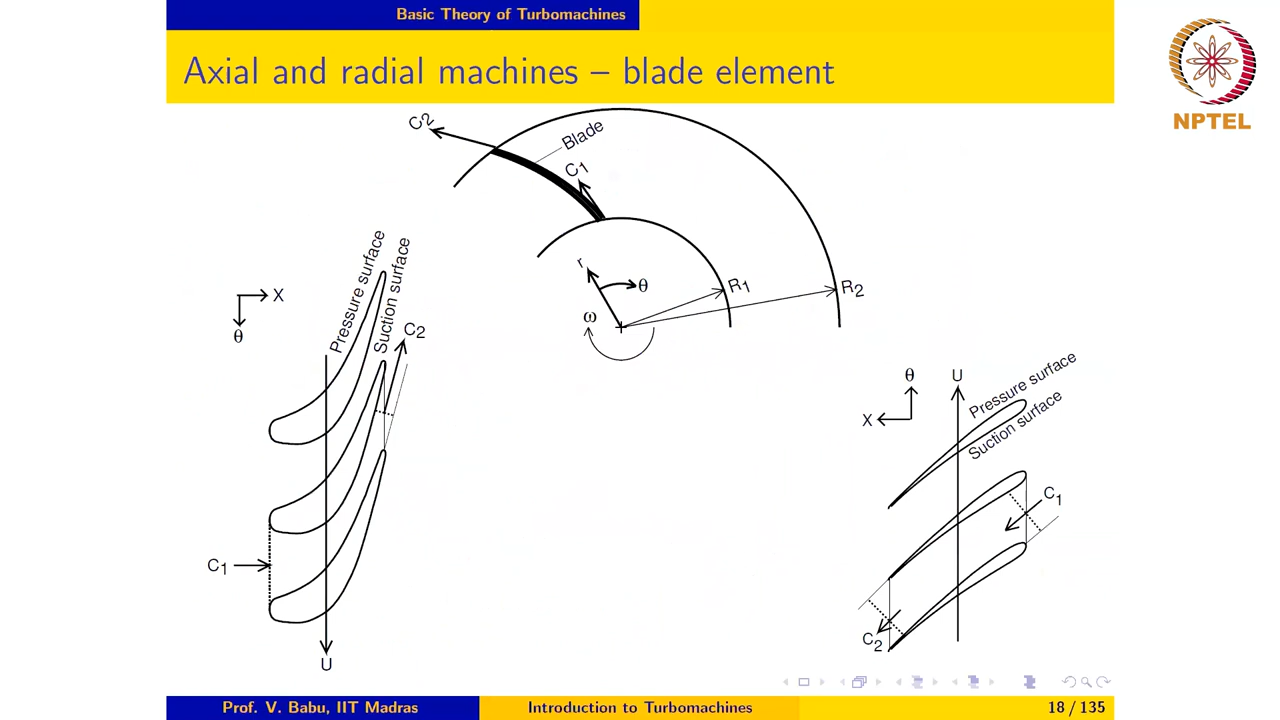 Basic Theory of Turbomachines
Axial and radial machines – blade element
NPTEL
C2
Blade
C1
r
θ
R1
R2
ω
X
θ
Pressure surface
Suction surface
C2
C1
U
θ
U
X
Pressure surface
Suction surface
C1
C2
Prof. V. Babu, IIT Madras
Introduction to Turbomachines
18 / 135